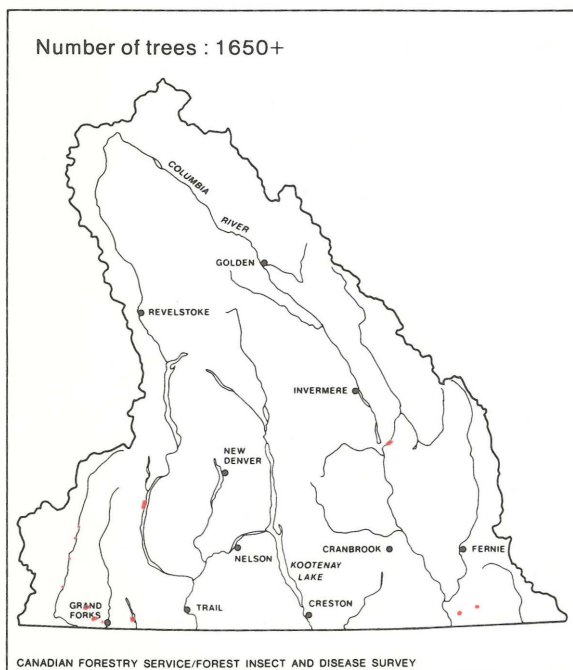 Number of trees : 1650+
COLUMBIA
RIVER
GOLDEN
REVELSTOKE
INVERMERE
NEW
DENVER
NELSON
KOOTENAY
LAKE
CRANBROOK
FERNIE
GRAND
FORKS
TRAIL
CRESTON
CANADIAN FORESTRY SERVICE/FOREST INSECT AND DISEASE SURVEY